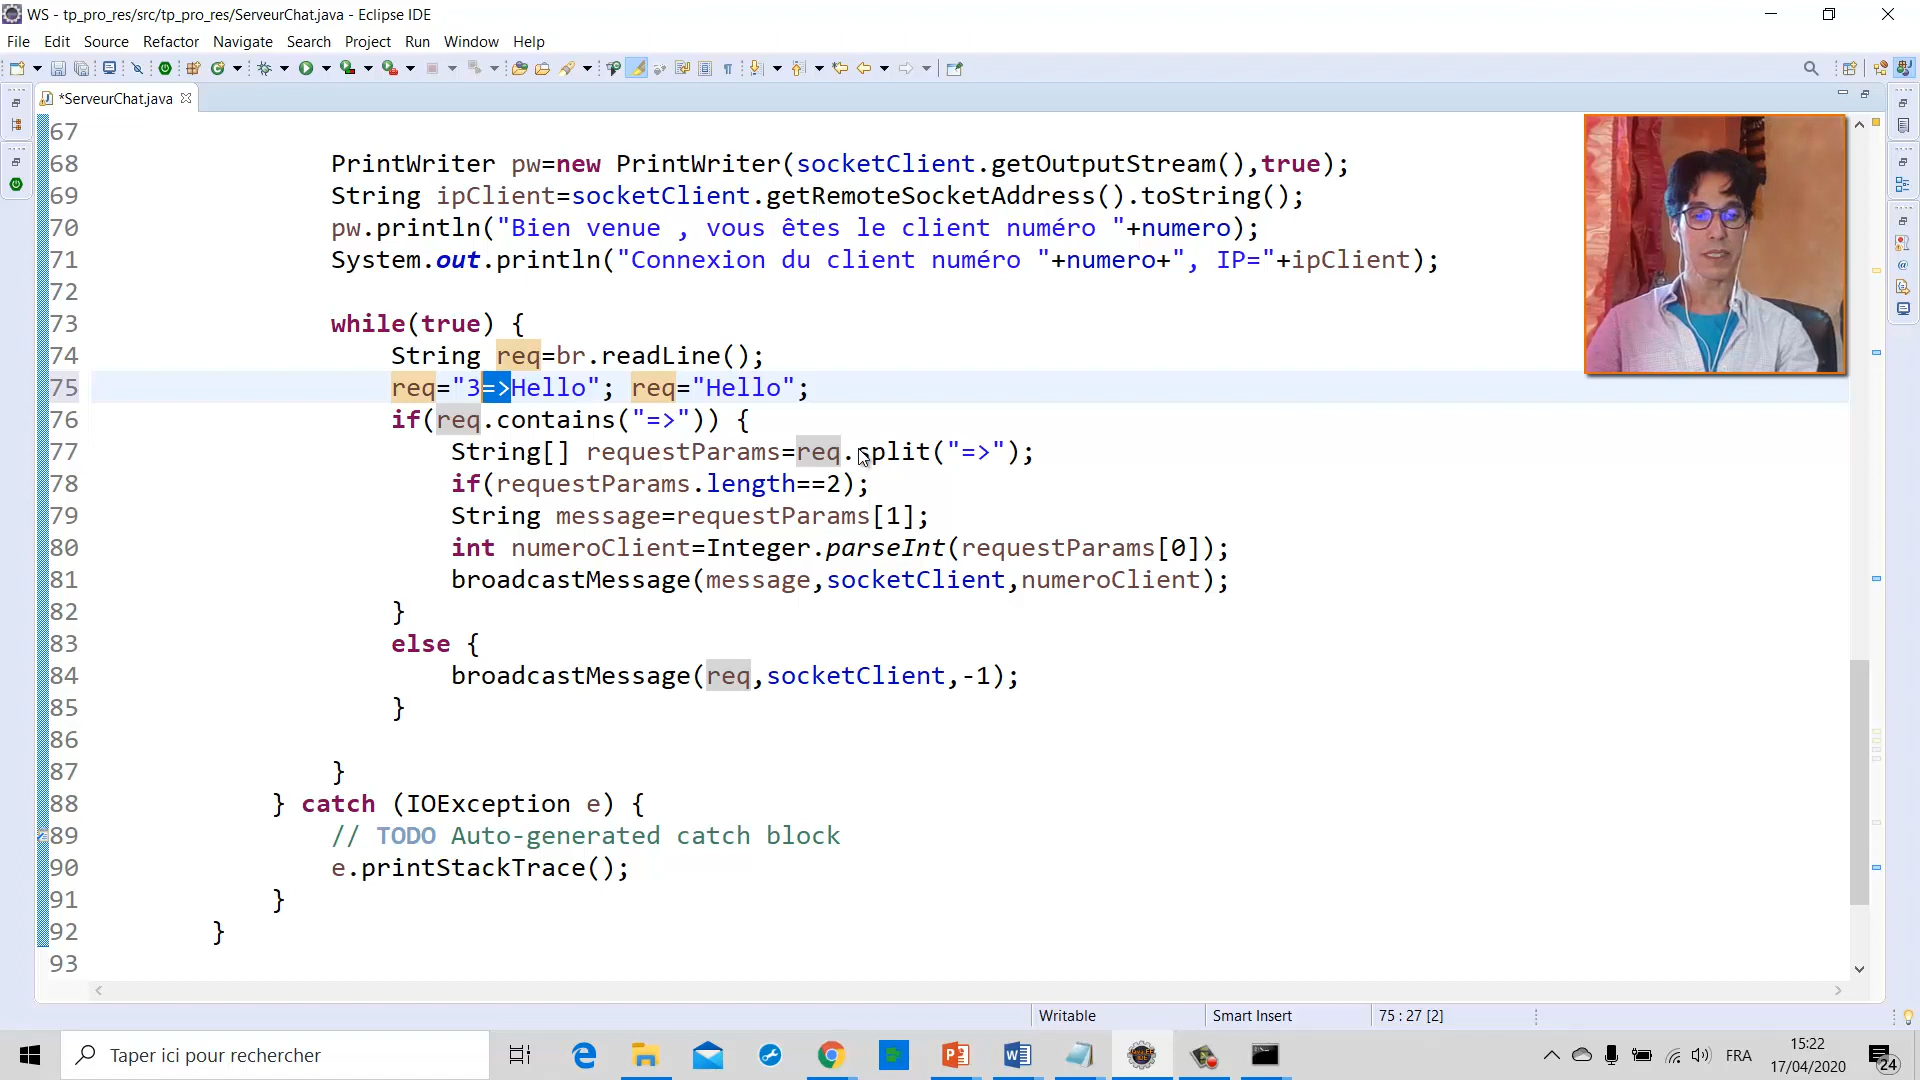 WS - tp_pro_res/src/tp_pro_res/ServeurChat.java - Eclipse IDE
File Edit Source Refactor Navigate Search Project Run Window Help
*ServeurChat.java
67
68 PrintWriter pw=new PrintWriter(socketClient.getOutputStream(),true);
69 String ipClient=socketClient.getRemoteSocketAddress().toString();
70 pw.println("Bien venue , vous êtes le client numéro "+numero);
71 System.out.println("Connexion du client numéro "+numero+", IP="+ipClient);
72
73 while(true) {
74 String req=br.readLine();
75 req="3=>Hello"; req="Hello";
76 if(req.contains("=>")) {
77 String[] requestParams=req.split("=>");
78 if(requestParams.length==2);
79 String message=requestParams[1];
80 int numeroClient=Integer.parseInt(requestParams[0]);
81 broadcastMessage(message,socketClient,numeroClient);
82 }
83 else {
84 broadcastMessage(req,socketClient,-1);
85 }
86
87 }
88 } catch (IOException e) {
89 // TODO Auto-generated catch block
90 e.printStackTrace();
91 }
92 }
93
Writable Smart Insert 75 : 27 [2]
Taper ici pour rechercher
FRA
15:22
17/04/2020
24